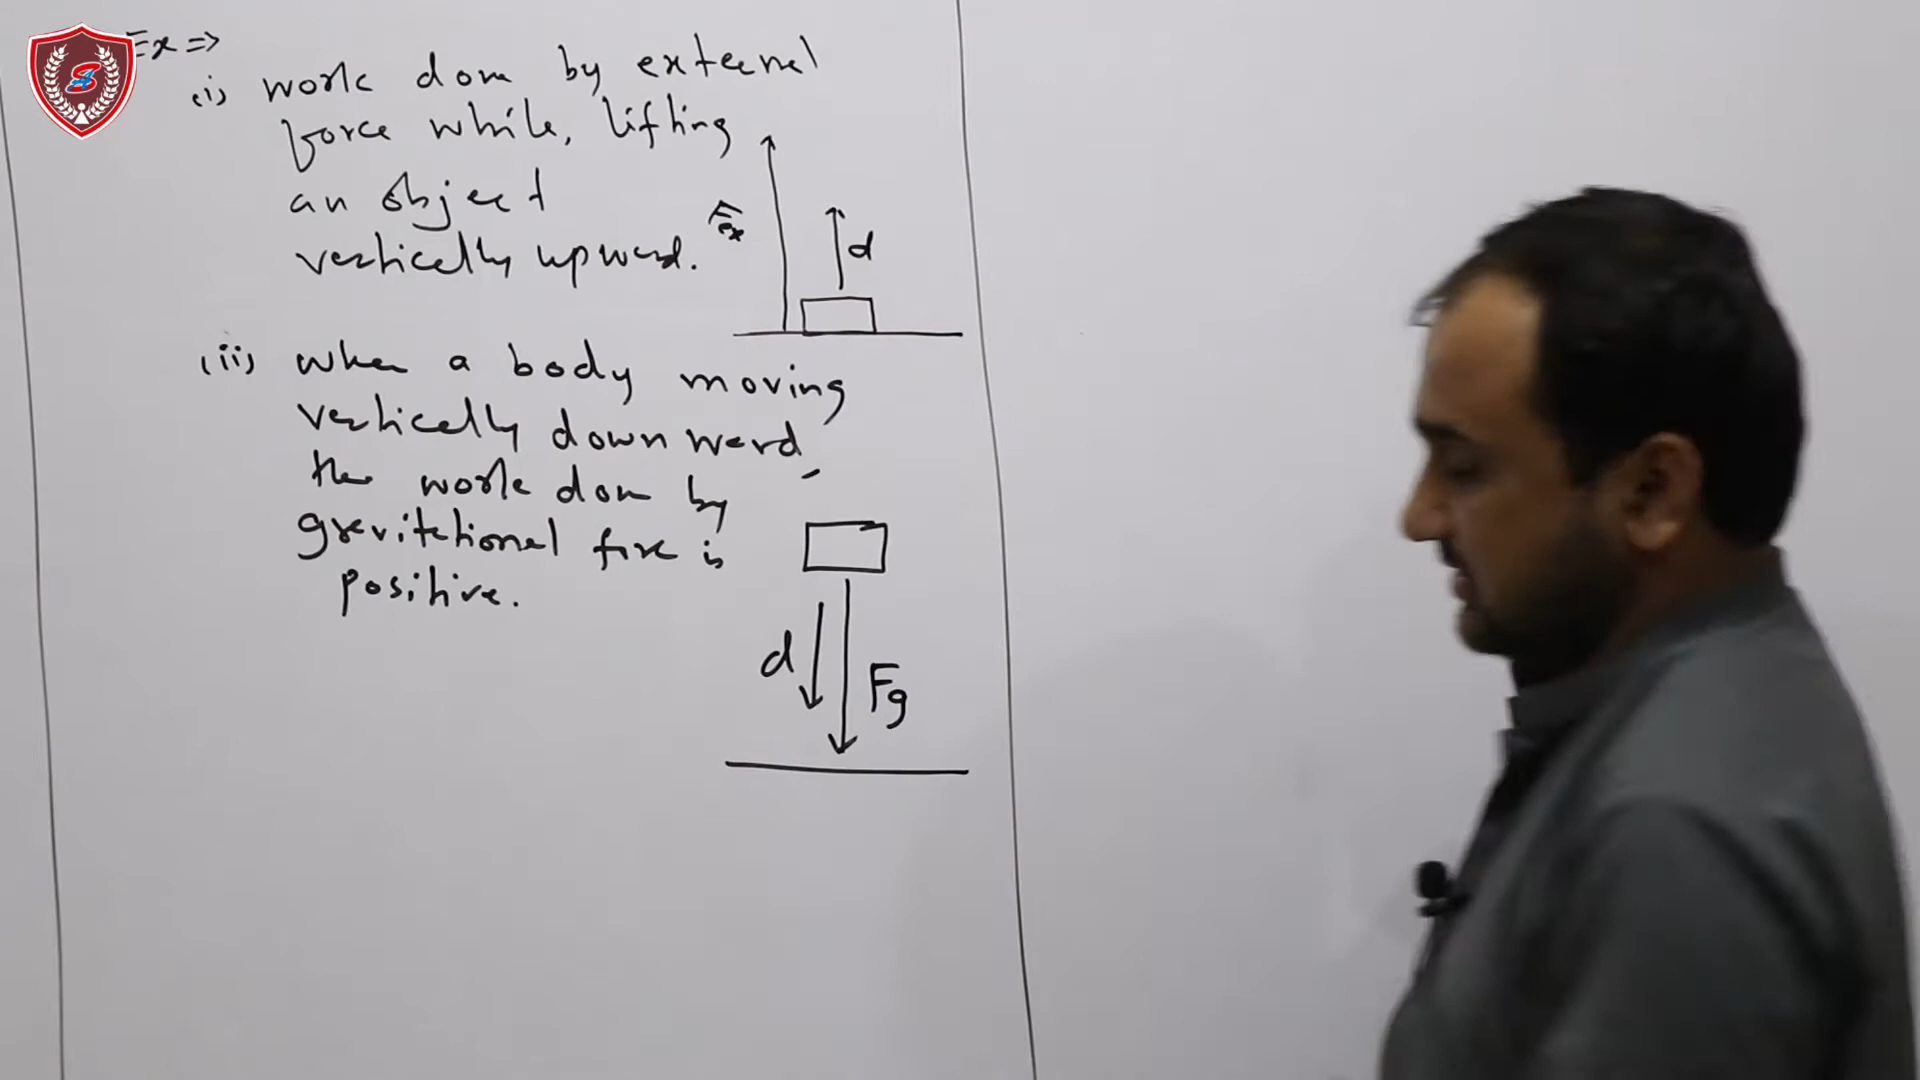 Ex ⇒
(i) work done by external
force while, lifting
an object
vertically upward.
Fex
d
(ii) when a body moving
vertically downward,
the work done by
gravitational force is
positive.
d
Fg